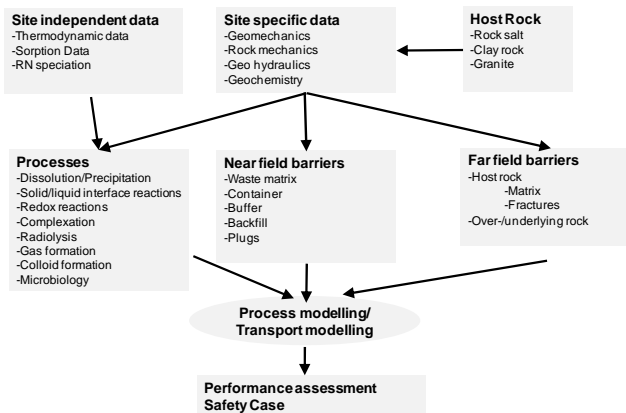 Site independent data
-Thermodynamic data
-Sorption Data
-RN speciation
Site specific data
-Geomechanics
-Rock mechanics
-Geo hydraulics
-Geochemistry
Host Rock
-Rock salt
-Clay rock
-Granite
Processes
-Dissolution/Precipitation
-Solid/liquid interface reactions
-Redox reactions
-Complexation
-Radiolysis
-Gas formation
-Colloid formation
-Microbiology
Near field barriers
-Waste matrix
-Container
-Buffer
-Backfill
-Plugs
Far field barriers
-Host rock
-Matrix
-Fractures
-Over-/underlying rock
Process modelling/
Transport modelling
Performance assessment
Safety Case